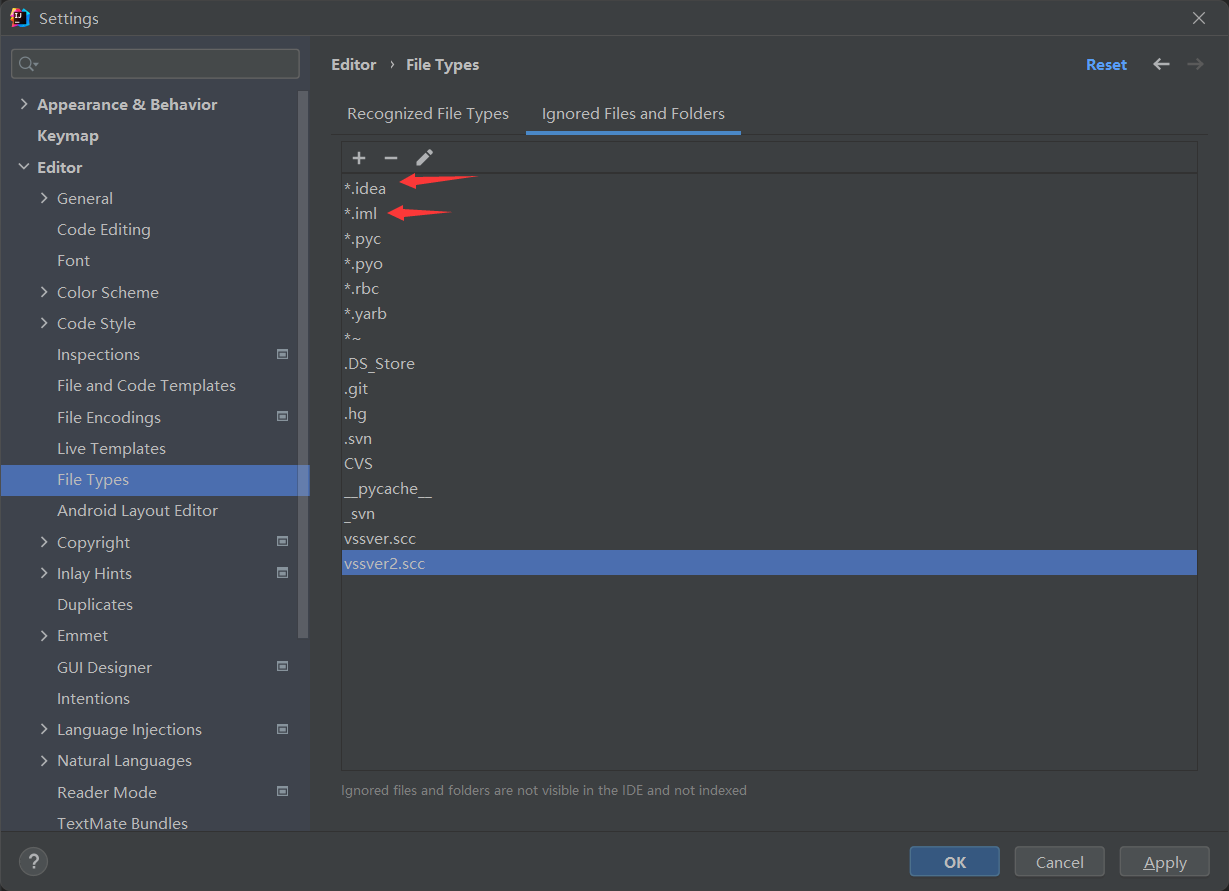 Settings
Appearance & Behavior
Keymap
Editor
General
Code Editing
Font
Color Scheme
Code Style
Inspections
File and Code Templates
File Encodings
Live Templates
File Types
Android Layout Editor
Copyright
Inlay Hints
Duplicates
Emmet
GUI Designer
Intentions
Language Injections
Natural Languages
Reader Mode
TextMate Bundles
Editor › File Types
Reset
Recognized File Types
Ignored Files and Folders
*.idea
*.iml
*.pyc
*.pyo
*.rbc
*.yarb
*~
.DS_Store
.git
.hg
.svn
CVS
__pycache__
_svn
vssver.scc
vssver2.scc
Ignored files and folders are not visible in the IDE and not indexed
?
OK
Cancel
Apply